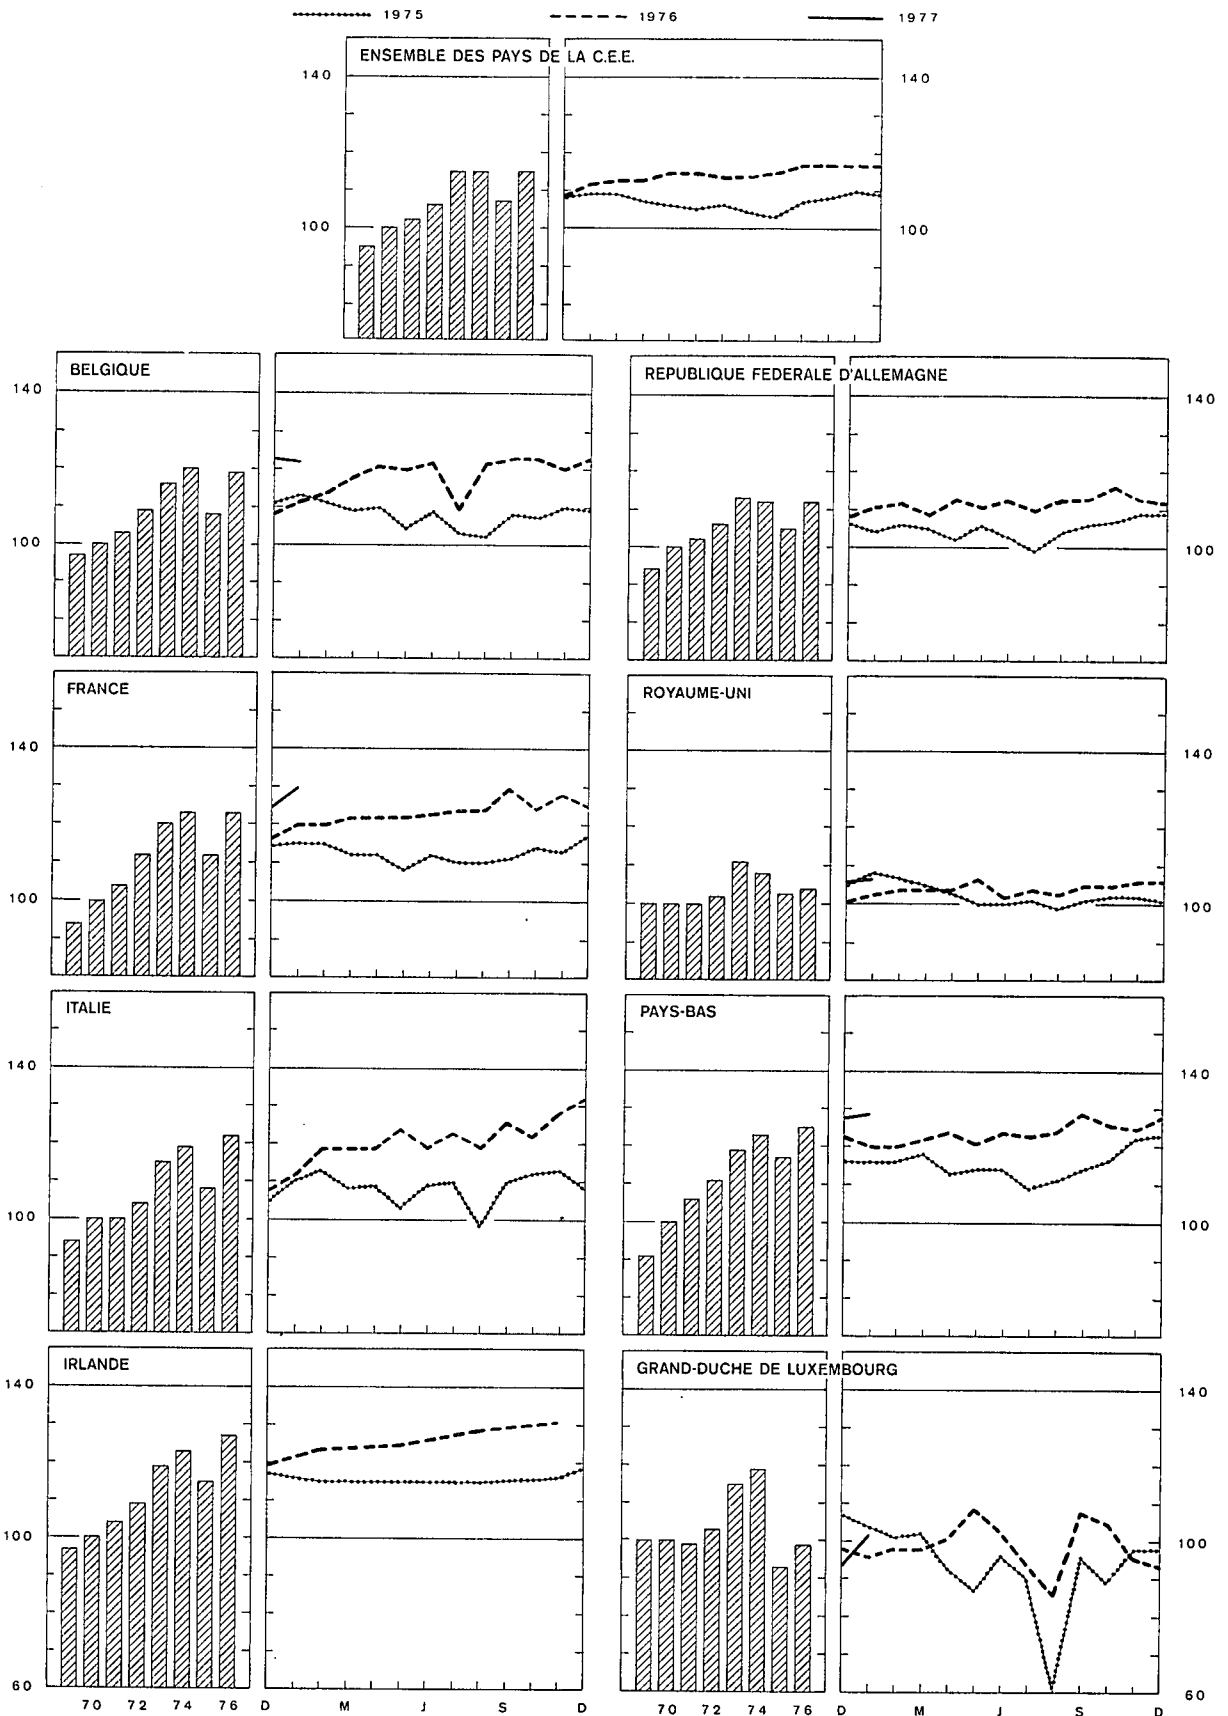 1975 1976 1977
ENSEMBLE DES PAYS DE LA C.E.E.
140 140
100 100
BELGIQUE
140
100
REPUBLIQUE FEDERALE D'ALLEMAGNE
140
100
FRANCE
140
100
ROYAUME-UNI
140
100
ITALIE
140
100
PAYS-BAS
140
100
IRLANDE
140
100
60
70 72 74 76 D M J S D
GRAND-DUCHE DE LUXEMBOURG
140
100
60
70 72 74 76 D M J S D